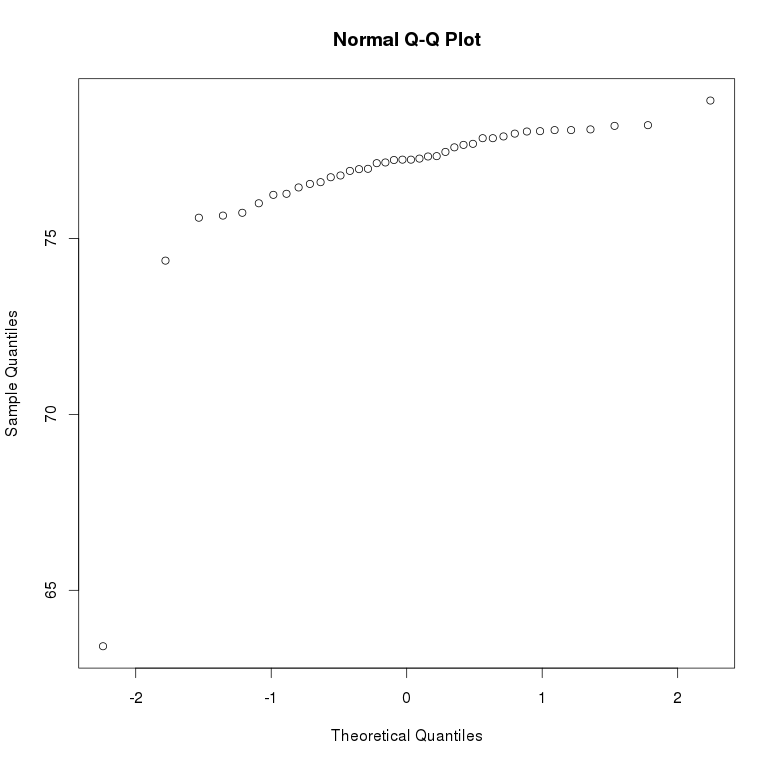 Normal Q-Q Plot
Sample Quantiles
75
70
65
-2 -1 0 1 2
Theoretical Quantiles